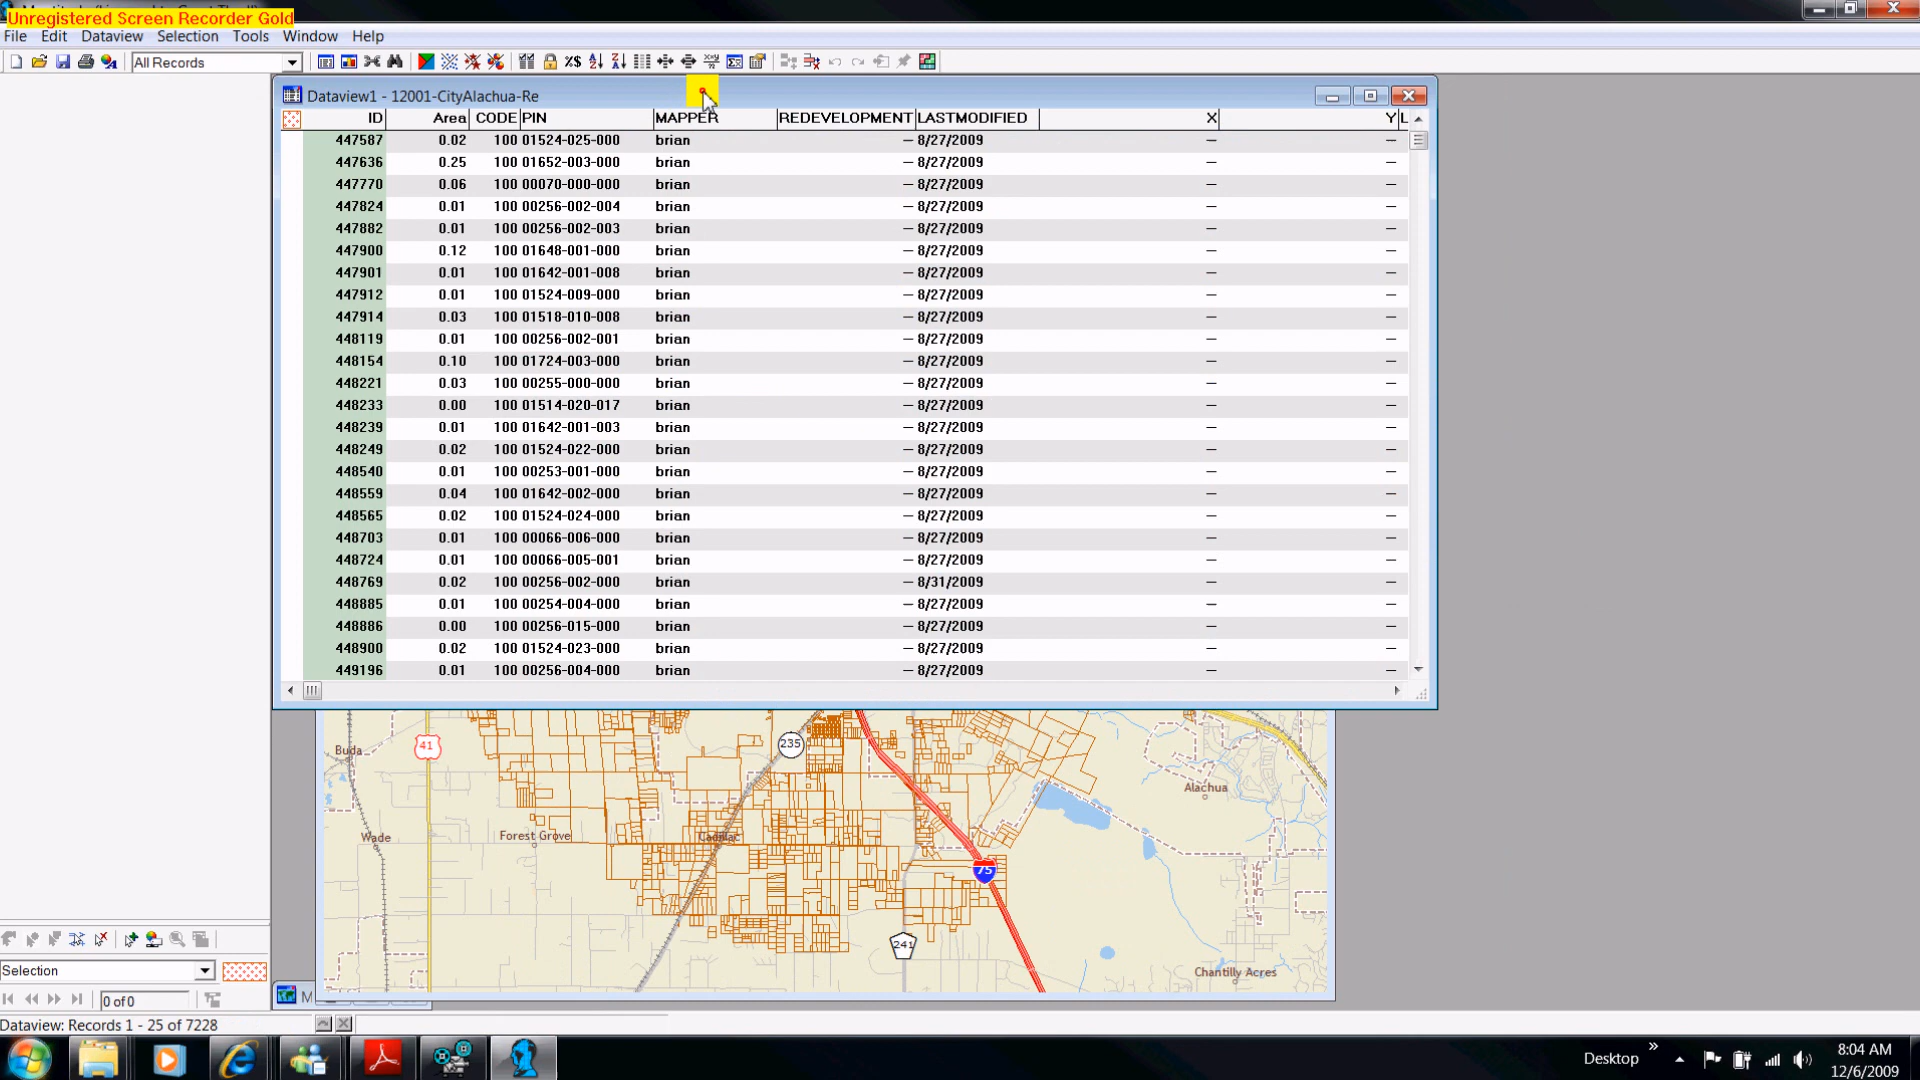 Unregistered Screen Recorder Gold
File Edit Dataview Selection Tools Window Help
All Records
Dataview1 - 12001-CityAlachua-Re
ID Area CODE PIN MAPPER REDEVELOPMENT LASTMODIFIED X Y L
447587 0.02 100 01524-025-000 brian -- 8/27/2009 -- --
447636 0.25 100 01652-003-000 brian -- 8/27/2009 -- --
447770 0.06 100 00070-000-000 brian -- 8/27/2009 -- --
447824 0.01 100 00256-002-004 brian -- 8/27/2009 -- --
447882 0.01 100 00256-002-003 brian -- 8/27/2009 -- --
447900 0.12 100 01648-001-000 brian -- 8/27/2009 -- --
447901 0.01 100 01642-001-008 brian -- 8/27/2009 -- --
447912 0.01 100 01524-009-000 brian -- 8/27/2009 -- --
447914 0.03 100 01518-010-008 brian -- 8/27/2009 -- --
448119 0.01 100 00256-002-001 brian -- 8/27/2009 -- --
448154 0.10 100 01724-003-000 brian -- 8/27/2009 -- --
448221 0.03 100 00255-000-000 brian -- 8/27/2009 -- --
448233 0.00 100 01514-020-017 brian -- 8/27/2009 -- --
448239 0.01 100 01642-001-003 brian -- 8/27/2009 -- --
448249 0.02 100 01524-022-000 brian -- 8/27/2009 -- --
448540 0.01 100 00253-001-000 brian -- 8/27/2009 -- --
448559 0.04 100 01642-002-000 brian -- 8/27/2009 -- --
448565 0.02 100 01524-024-000 brian -- 8/27/2009 -- --
448703 0.01 100 00066-006-000 brian -- 8/27/2009 -- --
448724 0.01 100 00066-005-001 brian -- 8/27/2009 -- --
448769 0.02 100 00256-002-000 brian -- 8/31/2009 -- --
448885 0.01 100 00254-004-000 brian -- 8/27/2009 -- --
448886 0.00 100 00256-015-000 brian -- 8/27/2009 -- --
448900 0.02 100 01524-023-000 brian -- 8/27/2009 -- --
449196 0.01 100 00256-004-000 brian -- 8/27/2009 -- --
Buda 41 235
Alachua
Wade Forest Grove Cadillac
75
241
Chantilly Acres
Selection
0 of 0
M
Dataview: Records 1 - 25 of 7228
Desktop
8:04 AM
12/6/2009